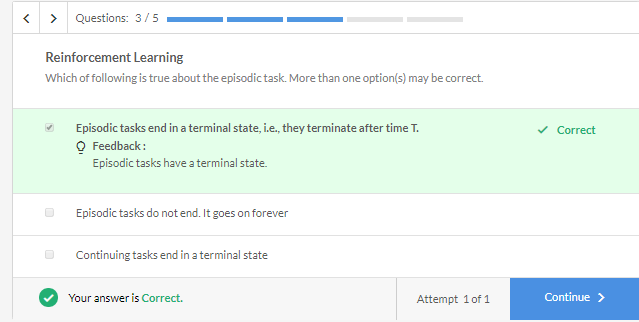 Questions: 3 / 5
Reinforcement Learning
Which of following is true about the episodic task. More than one option(s) may be correct.
Episodic tasks end in a terminal state, i.e., they terminate after time T.
Correct
Feedback :
Episodic tasks have a terminal state.
Episodic tasks do not end. It goes on forever
Continuing tasks end in a terminal state
Your answer is Correct.
Attempt 1 of 1
Continue